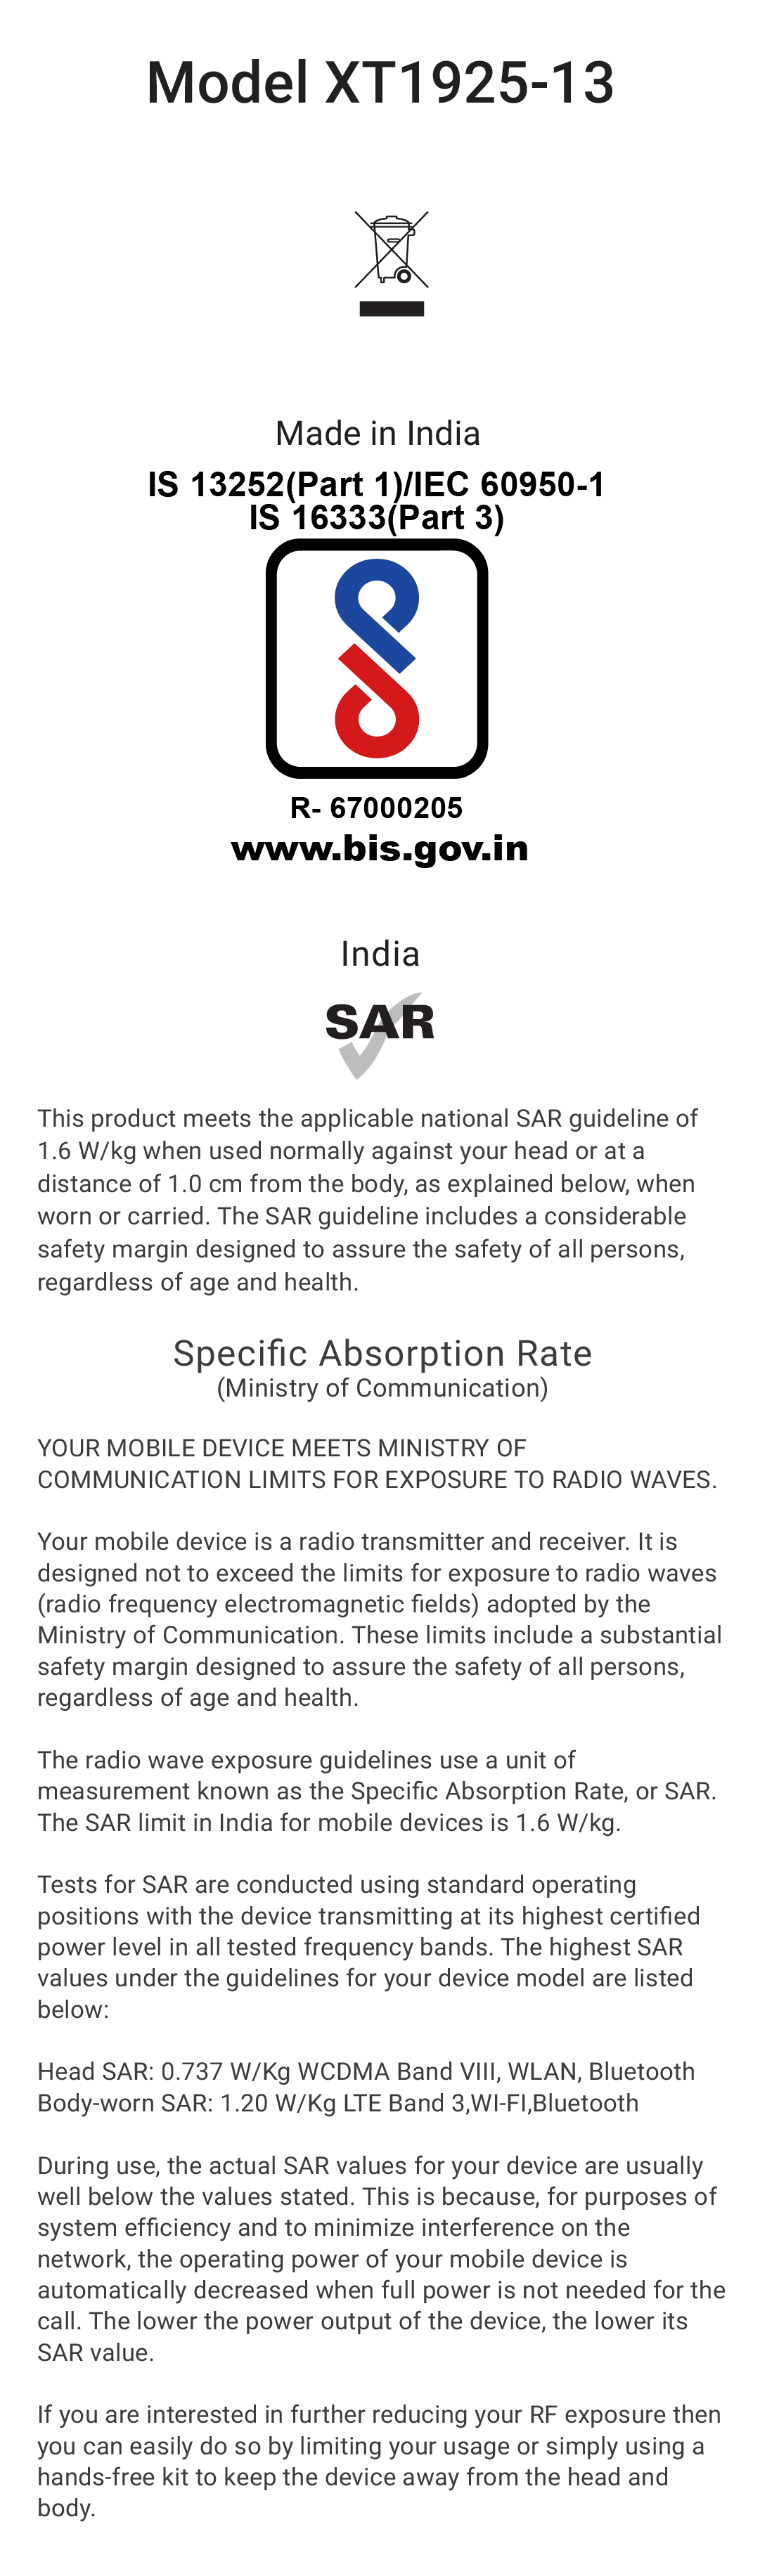 Model XT1925-13
Made in India
IS 13252(Part 1)/IEC 60950-1
IS 16333(Part 3)
R- 67000205
www.bis.gov.in
India
SAR
This product meets the applicable national SAR guideline of
1.6 W/kg when used normally against your head or at a
distance of 1.0 cm from the body, as explained below, when
worn or carried. The SAR guideline includes a considerable
safety margin designed to assure the safety of all persons,
regardless of age and health.
Specific Absorption Rate
(Ministry of Communication)
YOUR MOBILE DEVICE MEETS MINISTRY OF
COMMUNICATION LIMITS FOR EXPOSURE TO RADIO WAVES.
Your mobile device is a radio transmitter and receiver. It is
designed not to exceed the limits for exposure to radio waves
(radio frequency electromagnetic fields) adopted by the
Ministry of Communication. These limits include a substantial
safety margin designed to assure the safety of all persons,
regardless of age and health.
The radio wave exposure guidelines use a unit of
measurement known as the Specific Absorption Rate, or SAR.
The SAR limit in India for mobile devices is 1.6 W/kg.
Tests for SAR are conducted using standard operating
positions with the device transmitting at its highest certified
power level in all tested frequency bands. The highest SAR
values under the guidelines for your device model are listed
below:
Head SAR: 0.737 W/Kg WCDMA Band VIII, WLAN, Bluetooth
Body-worn SAR: 1.20 W/Kg LTE Band 3,WI-FI,Bluetooth
During use, the actual SAR values for your device are usually
well below the values stated. This is because, for purposes of
system efficiency and to minimize interference on the
network, the operating power of your mobile device is
automatically decreased when full power is not needed for the
call. The lower the power output of the device, the lower its
SAR value.
If you are interested in further reducing your RF exposure then
you can easily do so by limiting your usage or simply using a
hands-free kit to keep the device away from the head and
body.